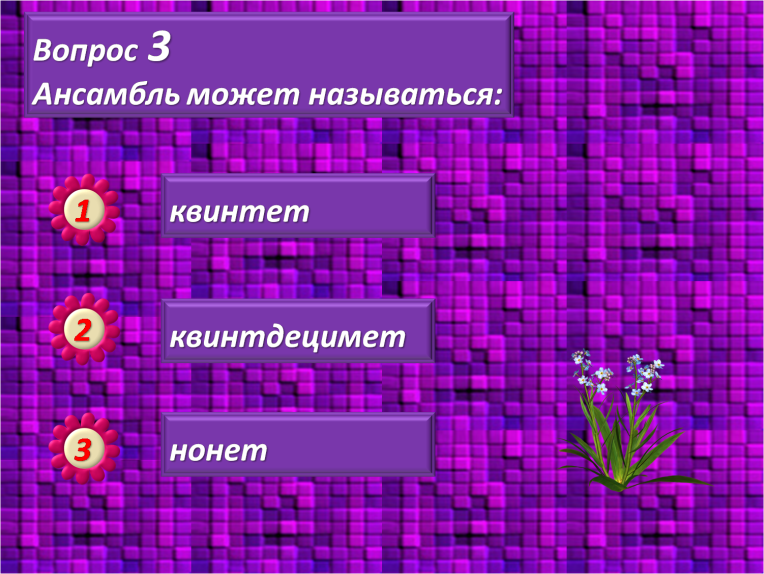 Вопрос 3
Ансамбль может называться:
1
квинтет
2
квинтдецимет
3
нонет